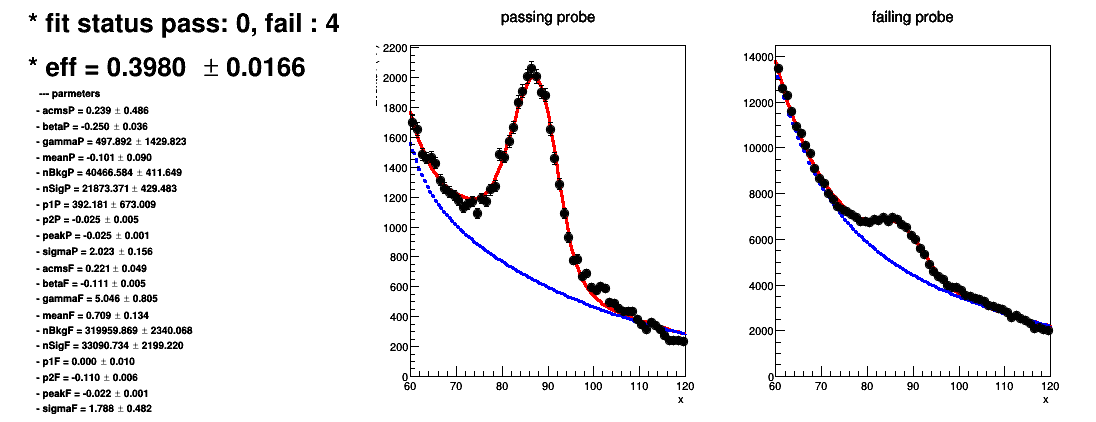 * fit status pass: 0, fail : 4
* eff = 0.3980 ± 0.0166
--- parmeters
- acmsP = 0.239 ± 0.486
- betaP = -0.250 ± 0.036
- gammaP = 497.892 ± 1429.823
- meanP = -0.101 ± 0.090
- nBkgP = 40466.584 ± 411.649
- nSigP = 21873.371 ± 429.483
- p1P = 392.181 ± 673.009
- p2P = -0.025 ± 0.005
- peakP = -0.025 ± 0.001
- sigmaP = 2.023 ± 0.156
- acmsF = 0.221 ± 0.049
- betaF = -0.111 ± 0.005
- gammaF = 5.046 ± 0.805
- meanF = 0.709 ± 0.134
- nBkgF = 319959.869 ± 2340.068
- nSigF = 33090.734 ± 2199.220
- p1F = 0.000 ± 0.010
- p2F = -0.110 ± 0.006
- peakF = -0.022 ± 0.001
- sigmaF = 1.788 ± 0.482
passing probe
2200
2000
1800
1600
1400
1200
1000
800
600
400
200
0
60 70 80 90 100 110 120
x
failing probe
14000
12000
10000
8000
6000
4000
2000
0
60 70 80 90 100 110 120
x